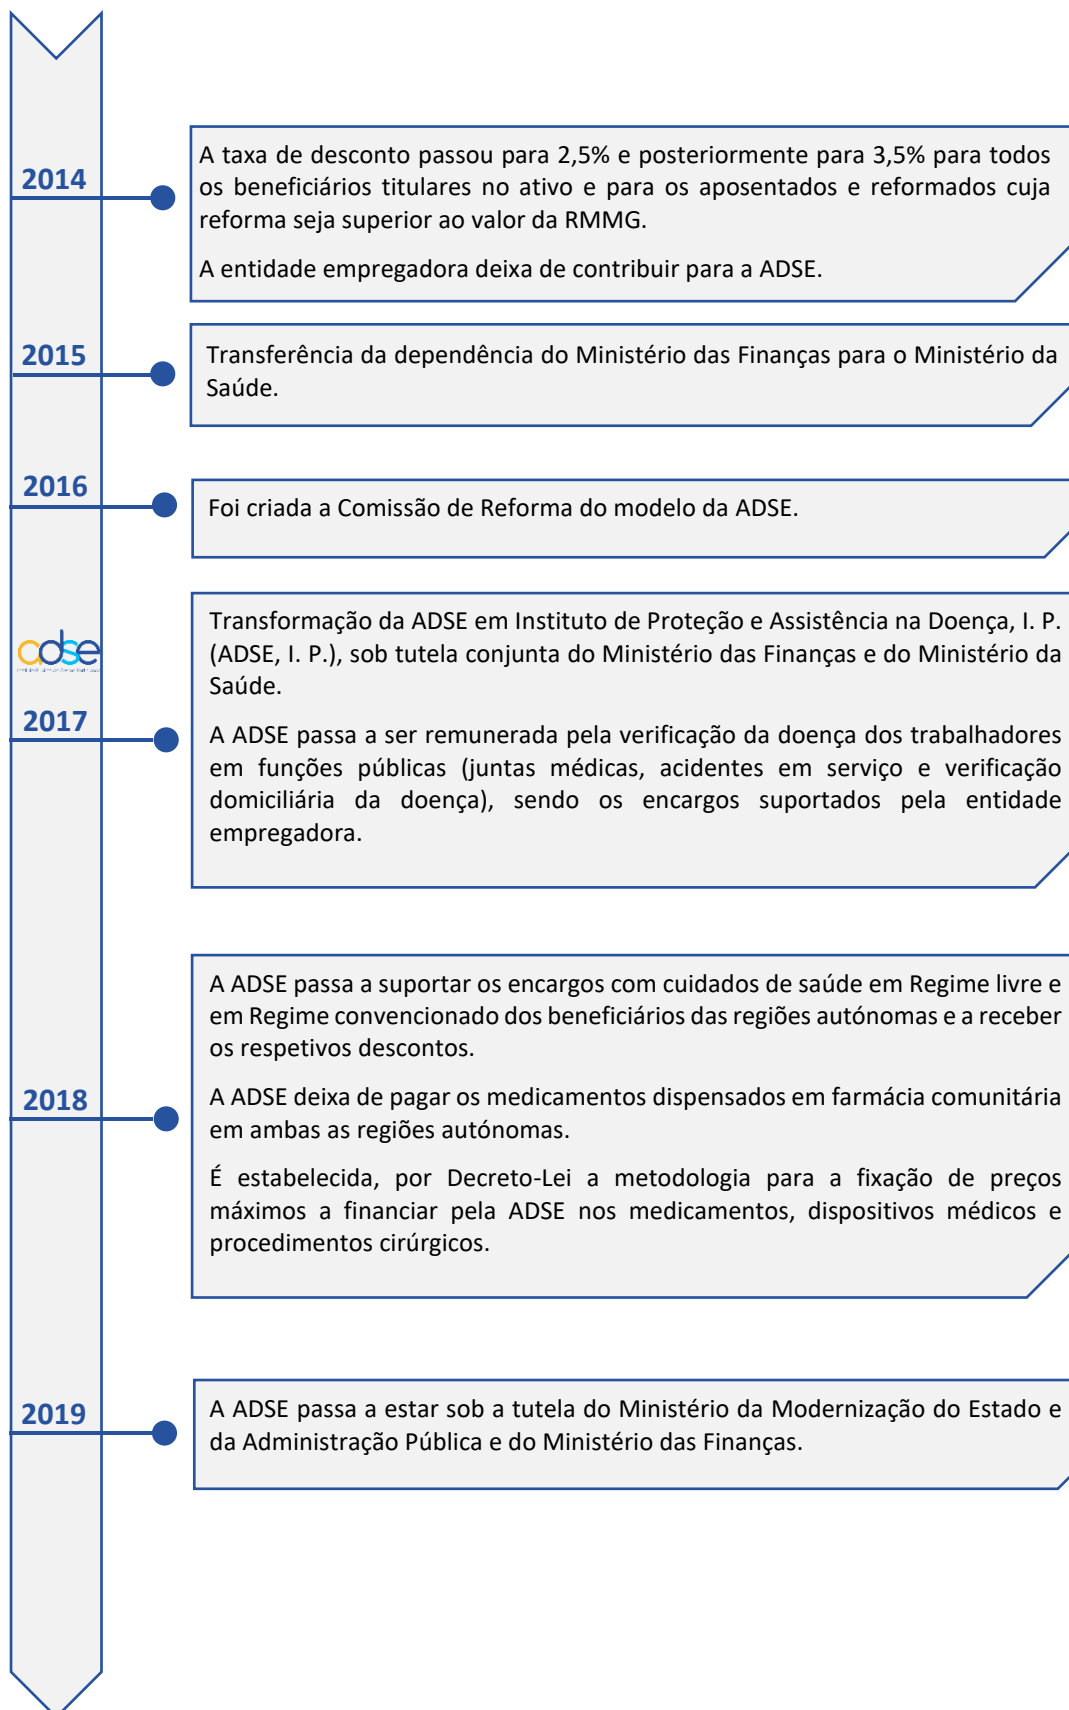 2014
A taxa de desconto passou para 2,5% e posteriormente para 3,5% para todos
os beneficiários titulares no ativo e para os aposentados e reformados cuja
reforma seja superior ao valor da RMMG.
A entidade empregadora deixa de contribuir para a ADSE.
2015
Transferência da dependência do Ministério das Finanças para o Ministério da
Saúde.
2016
Foi criada a Comissão de Reforma do modelo da ADSE.
adse
2017
Transformação da ADSE em Instituto de Proteção e Assistência na Doença, I. P.
(ADSE, I. P.), sob tutela conjunta do Ministério das Finanças e do Ministério da
Saúde.
A ADSE passa a ser remunerada pela verificação da doença dos trabalhadores
em funções públicas (juntas médicas, acidentes em serviço e verificação
domiciliária da doença), sendo os encargos suportados pela entidade
empregadora.
2018
A ADSE passa a suportar os encargos com cuidados de saúde em Regime livre e
em Regime convencionado dos beneficiários das regiões autónomas e a receber
os respetivos descontos.
A ADSE deixa de pagar os medicamentos dispensados em farmácia comunitária
em ambas as regiões autónomas.
É estabelecida, por Decreto-Lei a metodologia para a fixação de preços
máximos a financiar pela ADSE nos medicamentos, dispositivos médicos e
procedimentos cirúrgicos.
2019
A ADSE passa a estar sob a tutela do Ministério da Modernização do Estado e
da Administração Pública e do Ministério das Finanças.